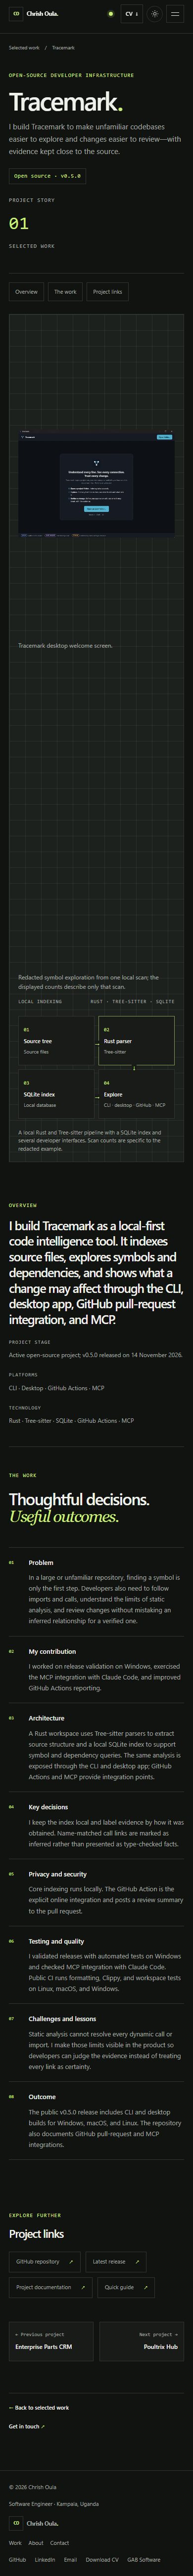 CO Chrish Oula. CV ↓
Selected work / Tracemark
OPEN-SOURCE DEVELOPER INFRASTRUCTURE
Tracemark.
I build Tracemark to make unfamiliar codebases
easier to explore and changes easier to review—with
evidence kept close to the source.
Open source · v0.5.0
PROJECT STORY
01
SELECTED WORK
Overview The work Project links
Tracemark desktop welcome screen.
Redacted symbol exploration from one local scan; the
displayed counts describe only that scan.
LOCAL INDEXING RUST · TREE-SITTER · SQLITE
01
Source tree
Source files
02
Rust parser
Tree-sitter
03
SQLite index
Local database
04
Explore
CLI · desktop · GitHub · MCP
A local Rust and Tree-sitter pipeline with a SQLite index and
several developer interfaces. Scan counts are specific to the
redacted example.
OVERVIEW
I build Tracemark as a local-first
code intelligence tool. It indexes
source files, explores symbols and
dependencies, and shows what a
change may affect through the CLI,
desktop app, GitHub pull-request
integration, and MCP.
PROJECT STAGE
Active open-source project; v0.5.0 released on 14 November 2026.
PLATFORMS
CLI · Desktop · GitHub Actions · MCP
TECHNOLOGY
Rust · Tree-sitter · SQLite · GitHub Actions · MCP
THE WORK
Thoughtful decisions.
Useful outcomes.
01 Problem
In a large or unfamiliar repository, finding a symbol is
only the first step. Developers also need to follow
imports and calls, understand the limits of static
analysis, and review changes without mistaking an
inferred relationship for a verified one.
02 My contribution
I worked on release validation on Windows, exercised
the MCP integration with Claude Code, and improved
GitHub Actions reporting.
03 Architecture
A Rust workspace uses Tree-sitter parsers to extract
source structure and a local SQLite index to support
symbol and dependency queries. The same analysis is
exposed through the CLI and desktop app; GitHub
Actions and MCP provide integration points.
04 Key decisions
I keep the index local and label evidence by how it was
obtained. Name-matched call links are marked as
inferred rather than presented as type-checked facts.
05 Privacy and security
Core indexing runs locally. The GitHub Action is the
explicit online integration and posts a review summary
to the pull request.
06 Testing and quality
I validated releases with automated tests on Windows
and checked MCP integration with Claude Code.
Public CI runs formatting, Clippy, and workspace tests
on Linux, macOS, and Windows.
07 Challenges and lessons
Static analysis cannot resolve every dynamic call or
import. I make those limits visible in the product so
developers can judge the evidence instead of treating
every link as certainty.
08 Outcome
The public v0.5.0 release includes CLI and desktop
builds for Windows, macOS, and Linux. The repository
also documents GitHub pull-request and MCP
integrations.
EXPLORE FURTHER
Project links
GitHub repository ↗ Latest release ↗
Project documentation ↗ Quick guide ↗
← Previous project
Enterprise Parts CRM
Next project →
Poultrix Hub
← Back to selected work
Get in touch ↗
© 2026 Chrish Oula
Software Engineer · Kampala, Uganda
CO Chrish Oula.
Work About Contact
GitHub LinkedIn Email Download CV GAB Software